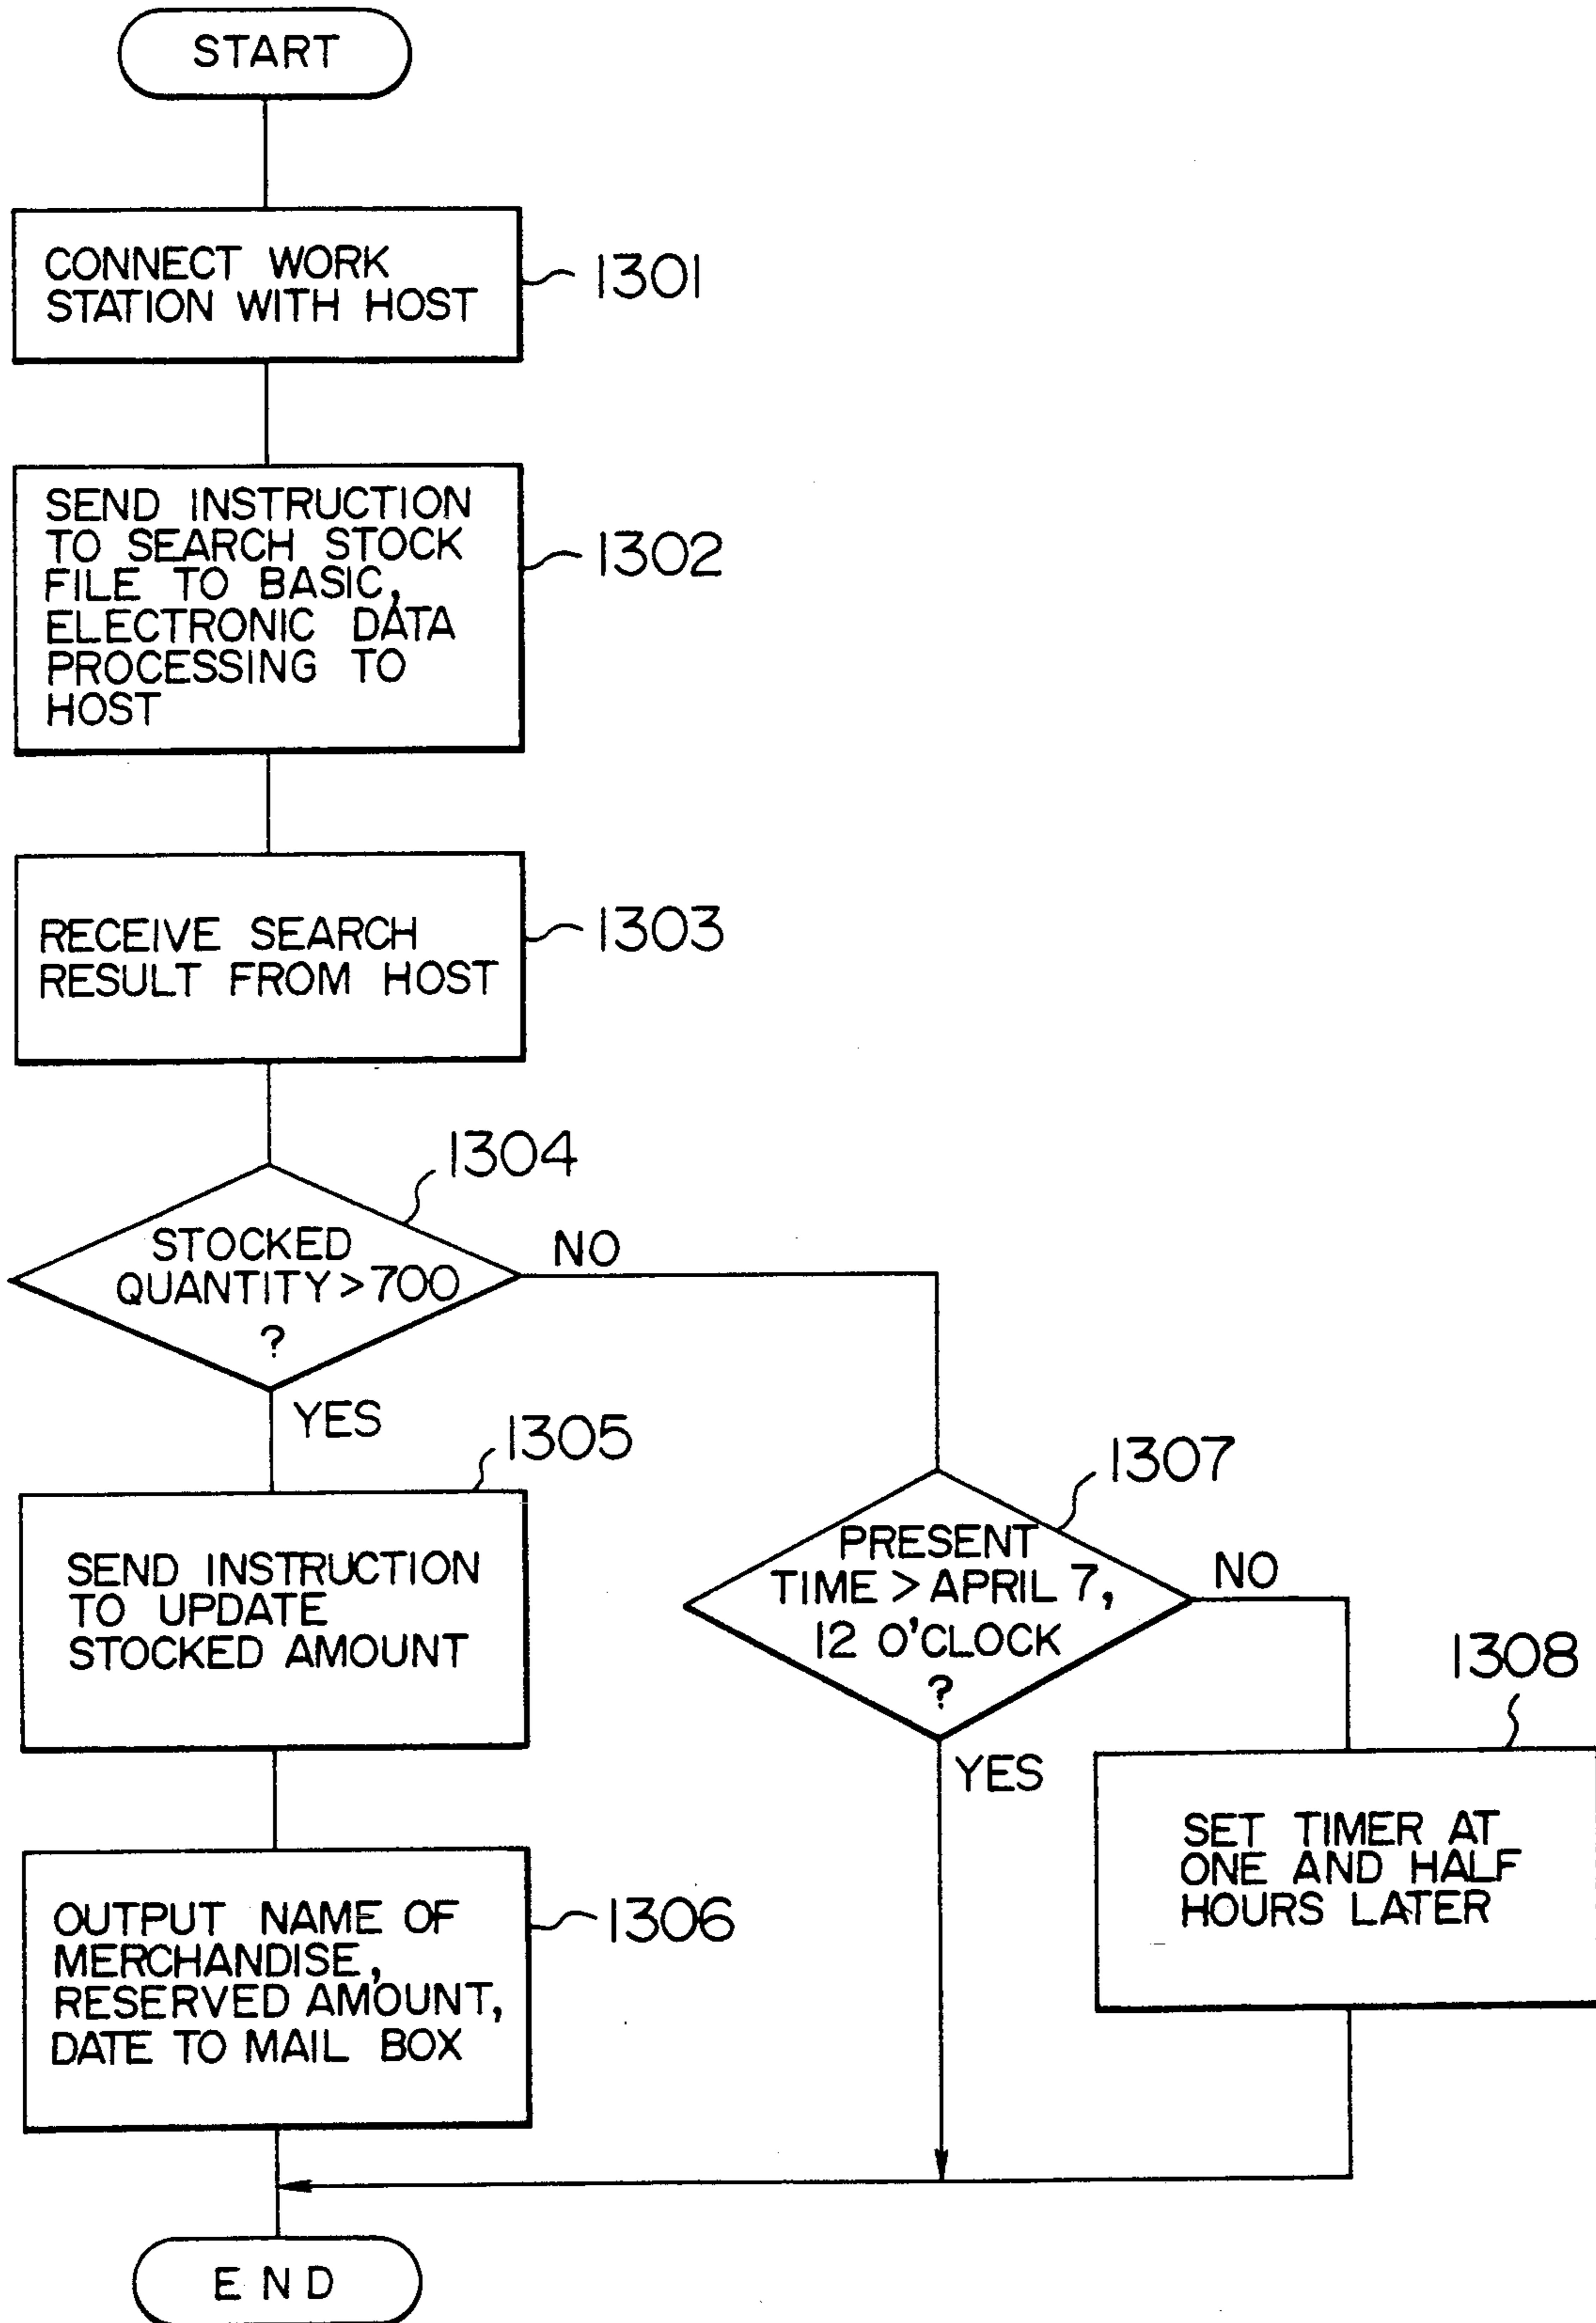 START
CONNECT WORK
STATION WITH HOST
1301
SEND INSTRUCTION
TO SEARCH STOCK
FILE TO BASIC,
ELECTRONIC DATA
PROCESSING TO
HOST
1302
RECEIVE SEARCH
RESULT FROM HOST
1303
1304
STOCKED
QUANTITY > 700
?
NO
YES
1305
SEND INSTRUCTION
TO UPDATE
STOCKED AMOUNT
1307
PRESENT
TIME > APRIL 7,
12 O'CLOCK
?
NO
YES
1308
SET TIMER AT
ONE AND HALF
HOURS LATER
OUTPUT NAME OF
MERCHANDISE,
RESERVED AMOUNT,
DATE TO MAIL BOX
1306
END